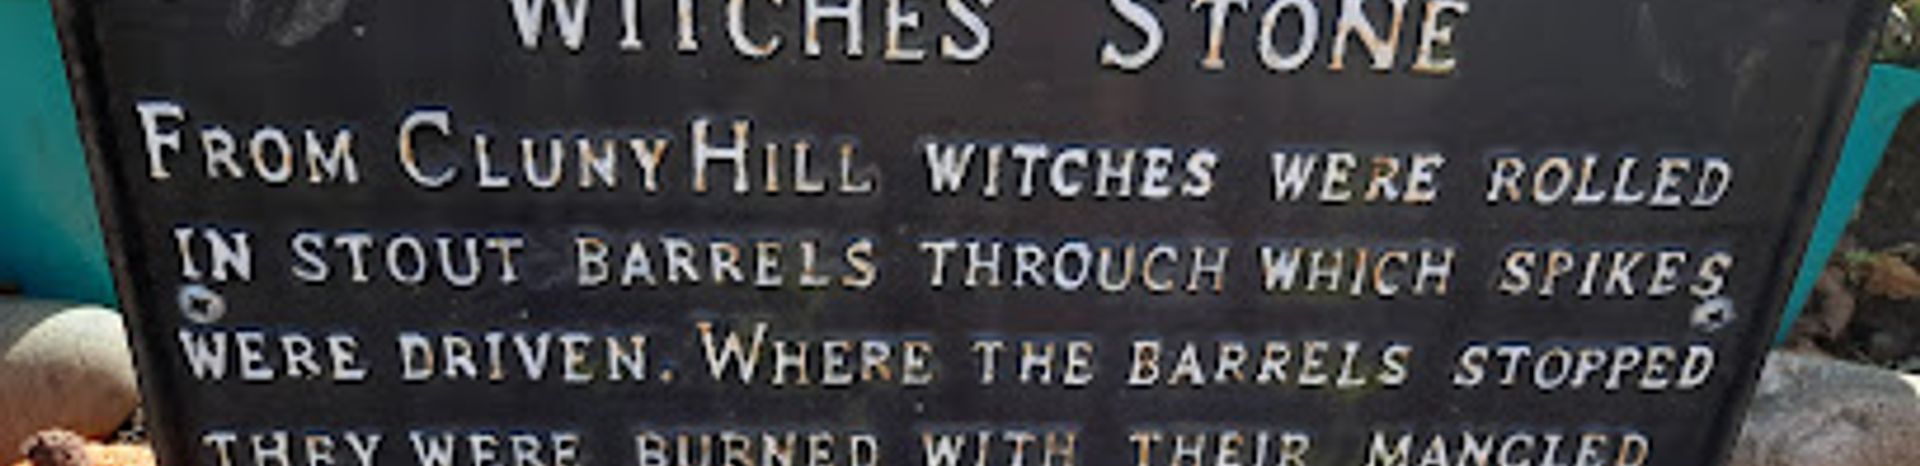 WITCHES STONE
FROM CLUNY HILL WITCHES WERE ROLLED
IN STOUT BARRELS THROUGH WHICH SPIKES
WERE DRIVEN. WHERE THE BARRELS STOPPED
THEY WERE BURNED WITH THEIR MANGLED